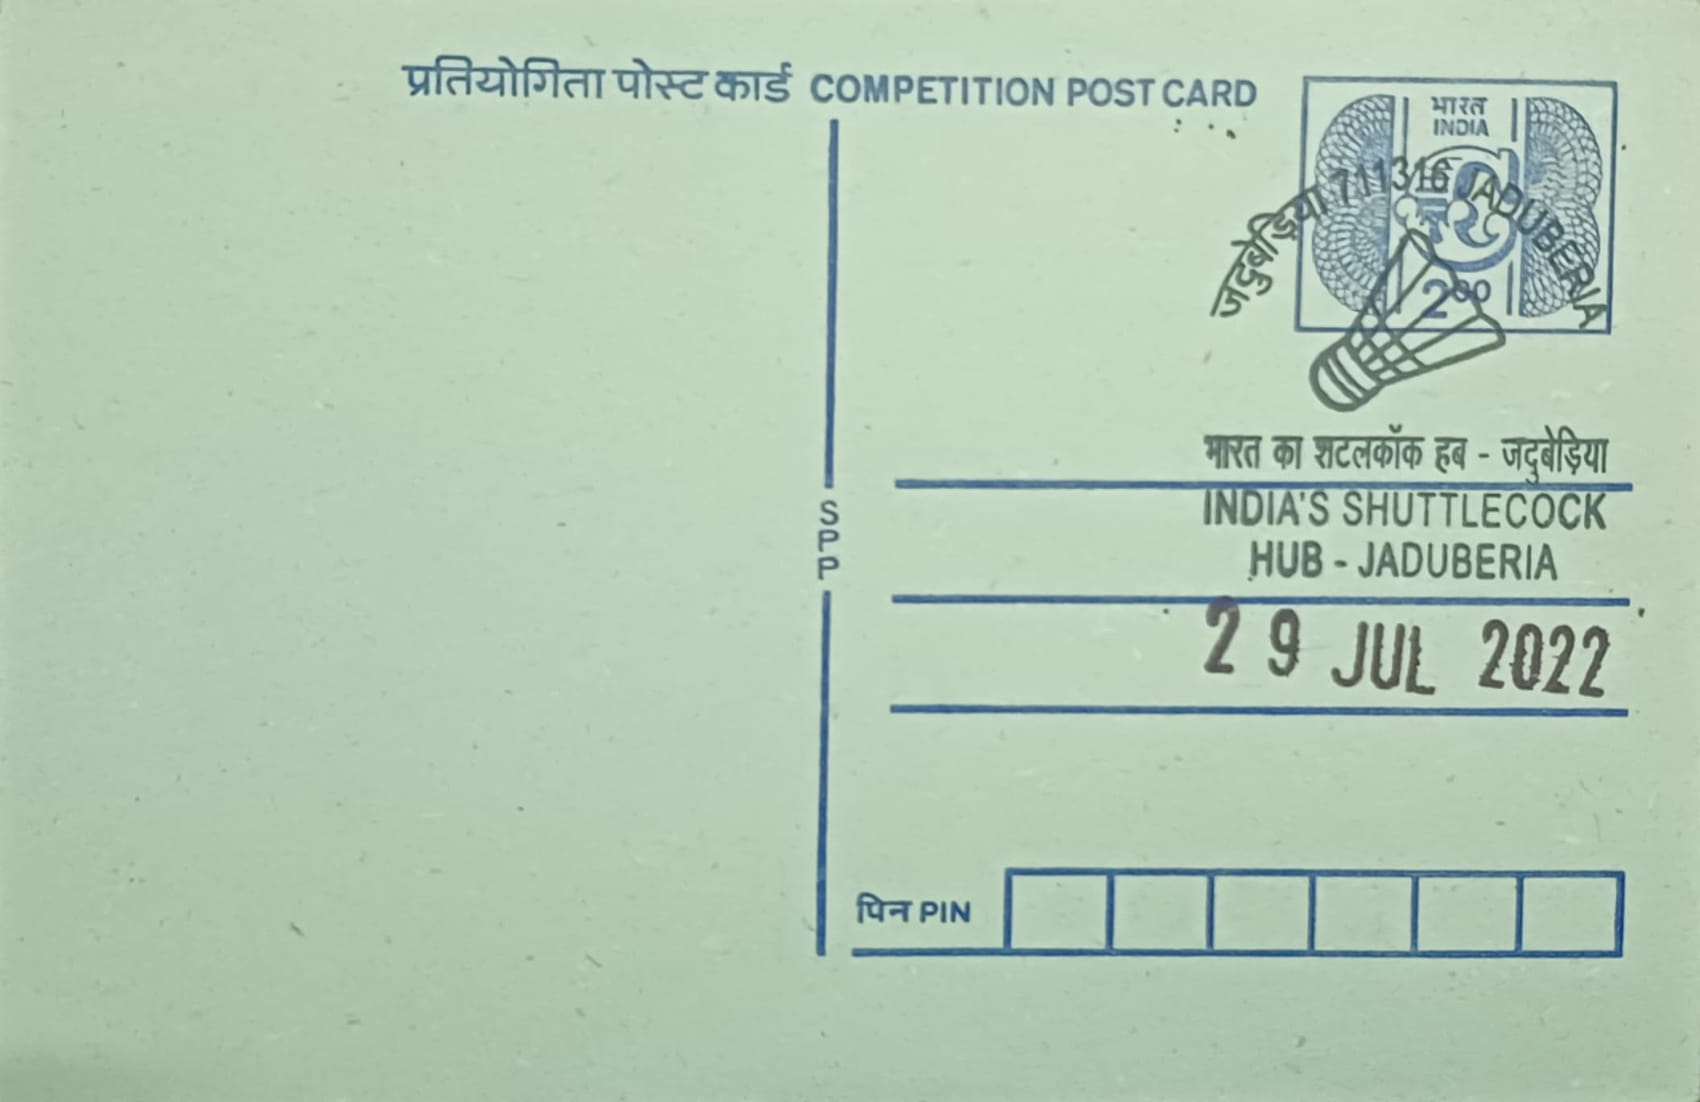 प्रतियोगिता पोस्ट कार्ड COMPETITION POST CARD
भारत
INDIA
2 00
जदुबेड़िया 711316 JADUBERIA
भारत का शटलकॉक हब - जदुबेड़िया
INDIA'S SHUTTLECOCK
HUB - JADUBERIA
29 JUL 2022
SPP
पिन PIN